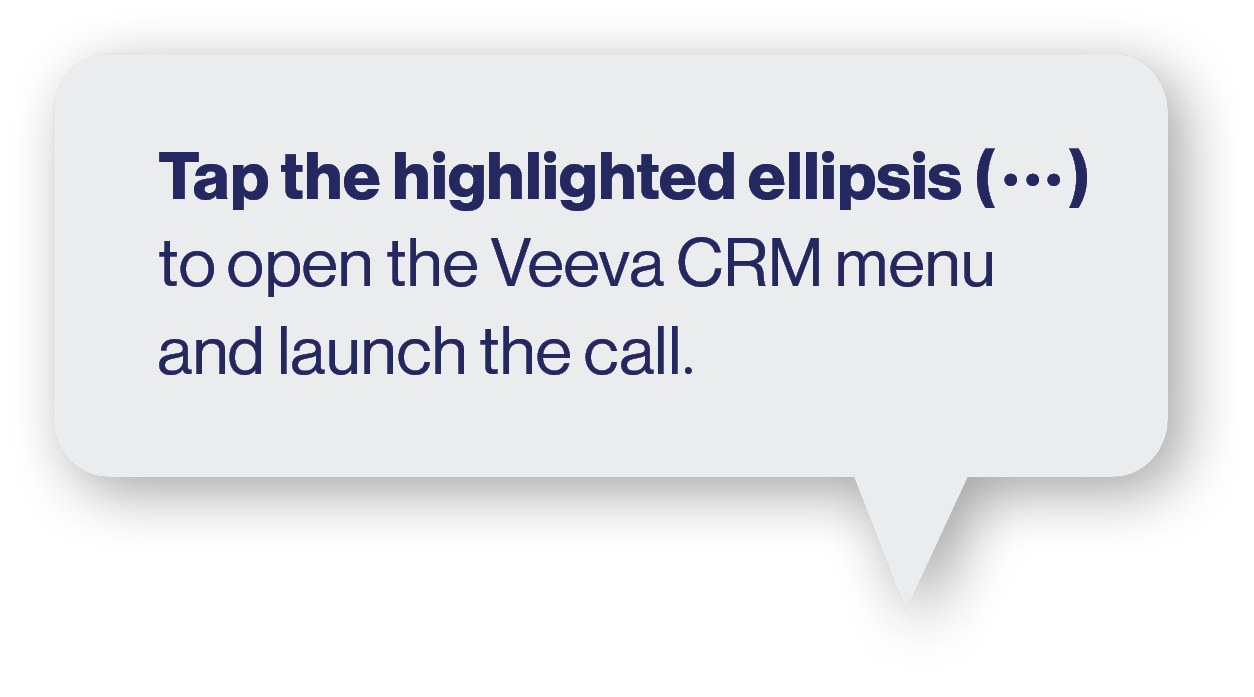 Tap the highlighted ellipsis (···)
to open the Veeva CRM menu
and launch the call.